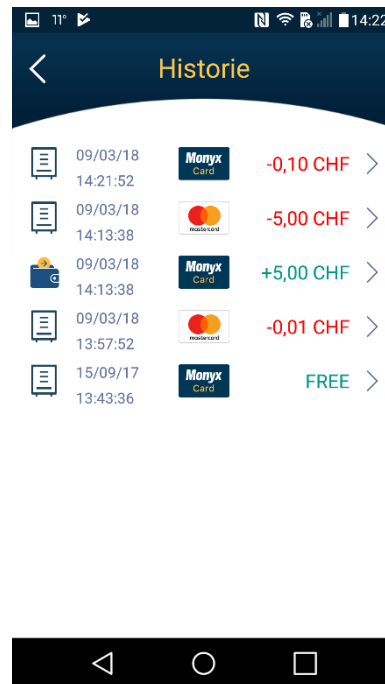 11° 14:22
Historie
09/03/18 Monyx Card -0,10 CHF
14:21:52
09/03/18 mastercard -5,00 CHF
14:13:38
09/03/18 Monyx Card +5,00 CHF
14:13:38
09/03/18 mastercard -0,01 CHF
13:57:52
15/09/17 Monyx Card FREE
13:43:36